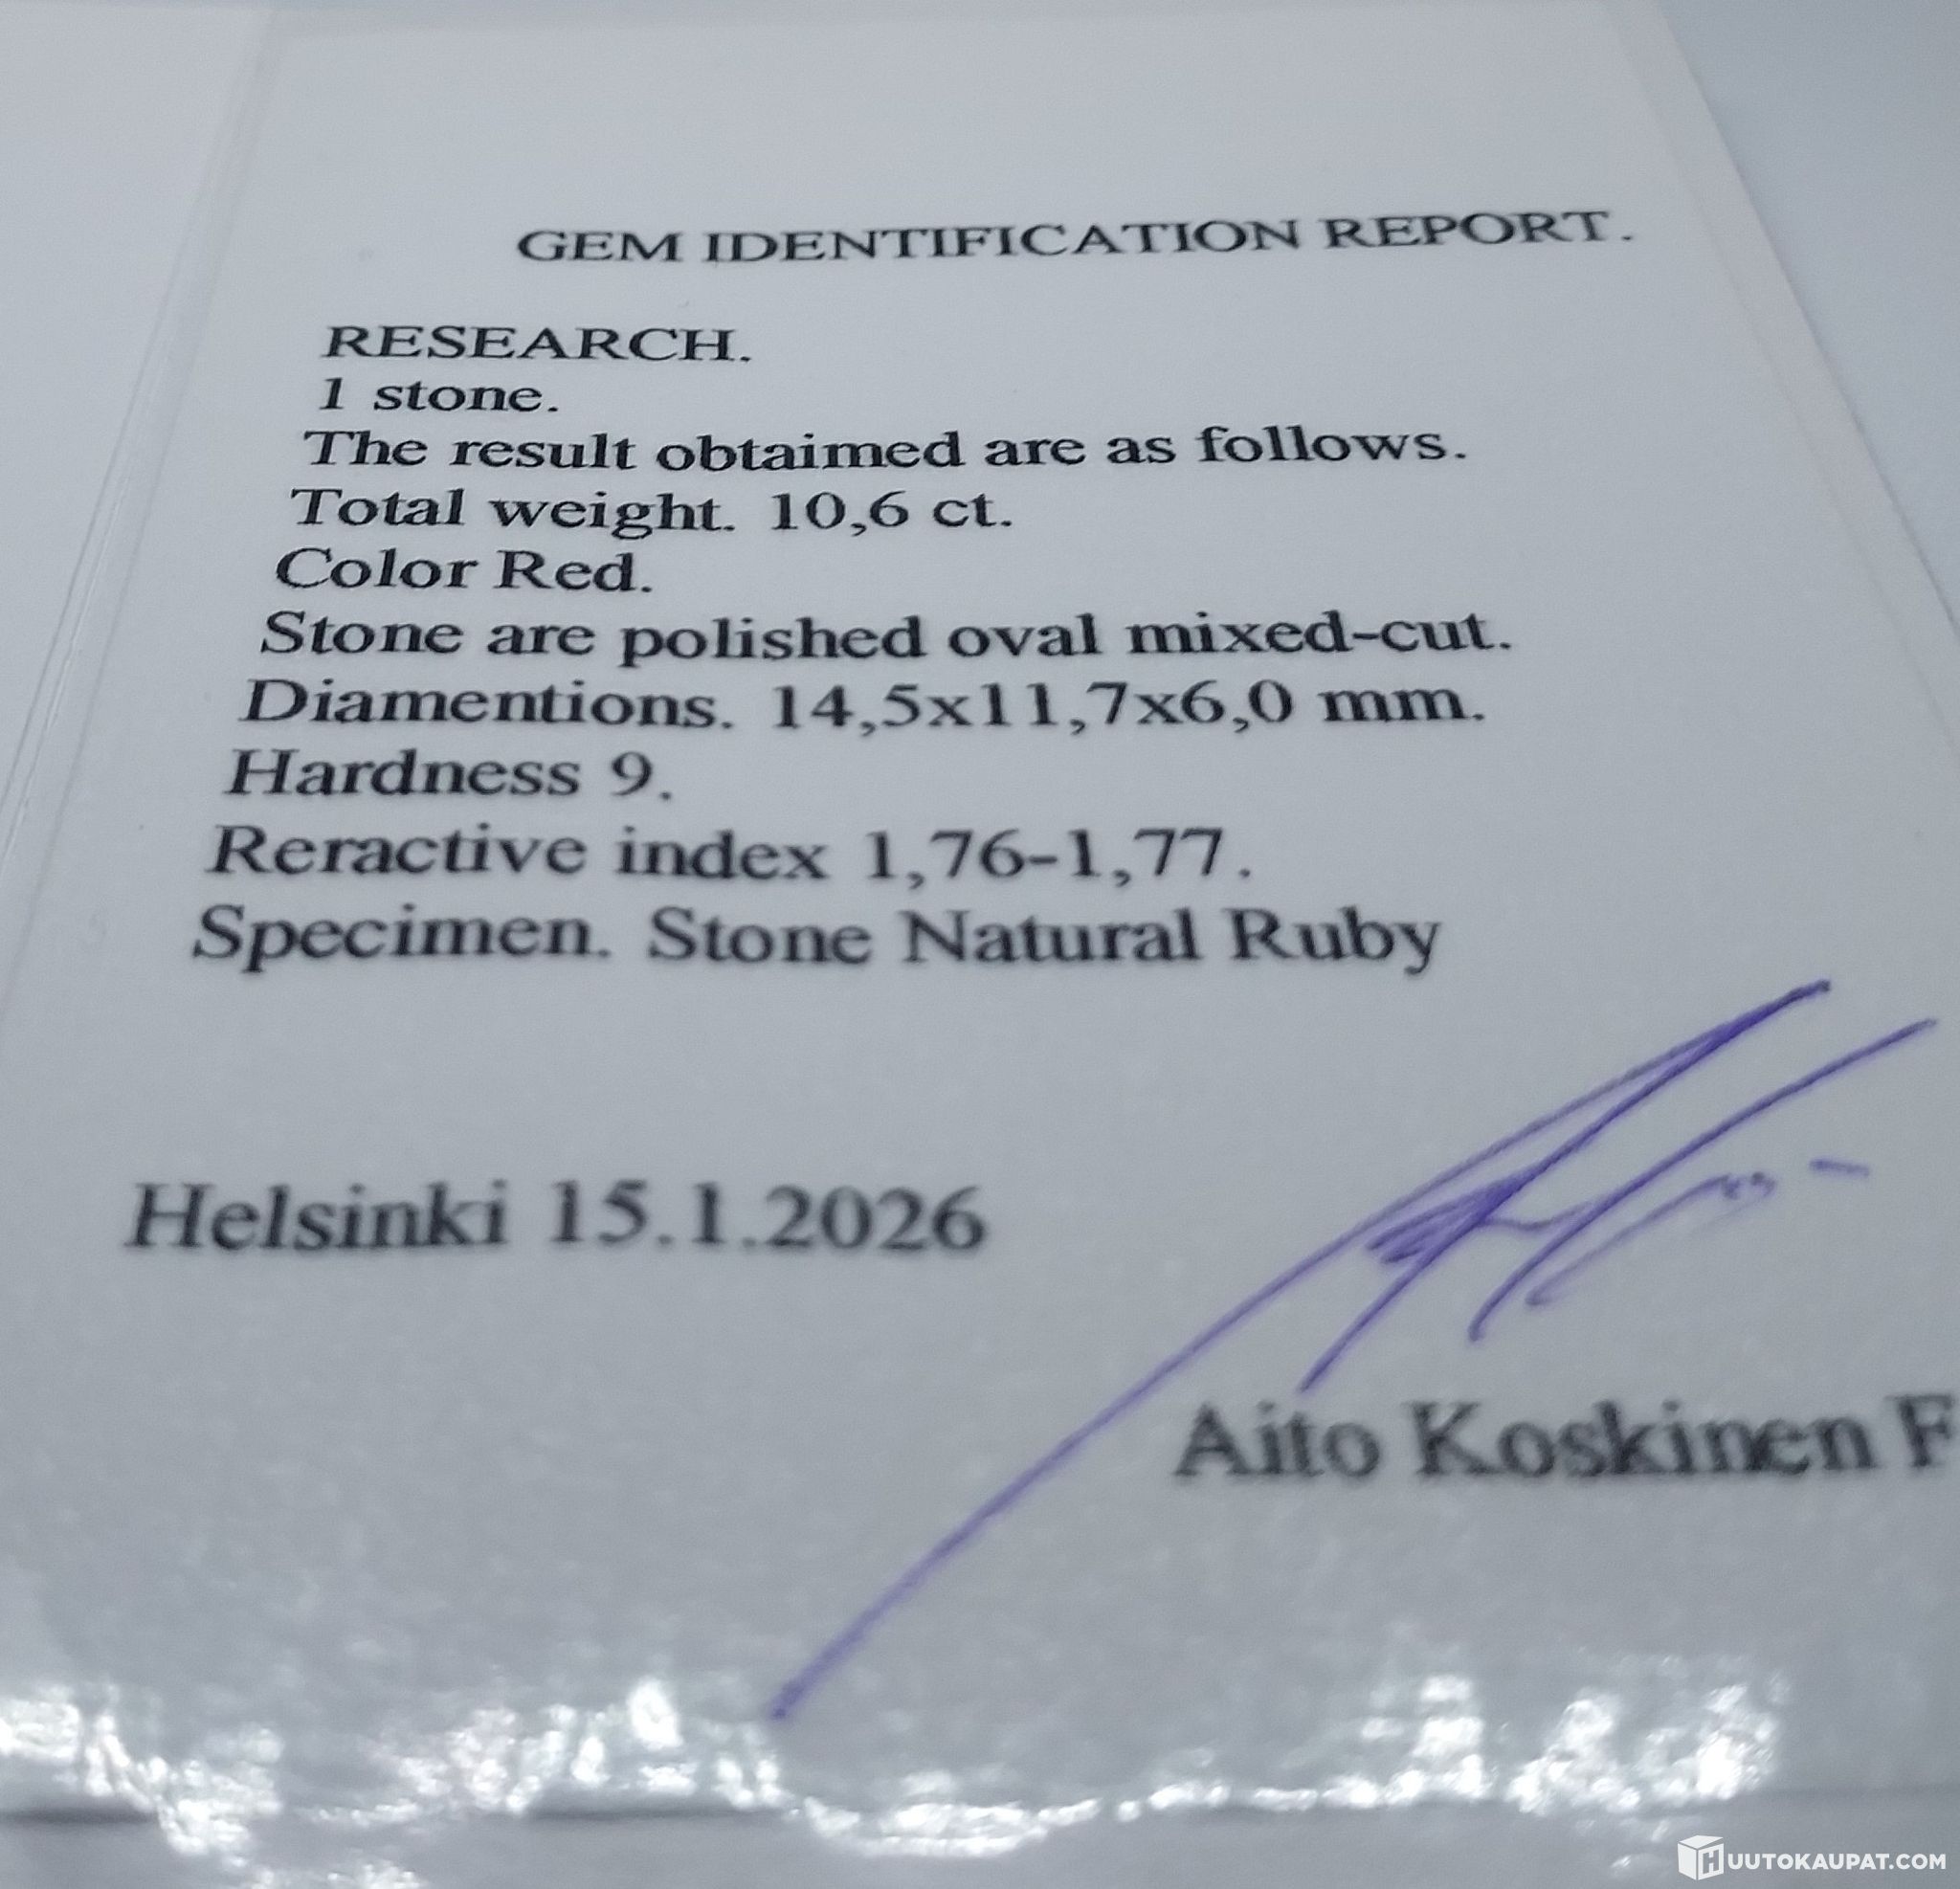 GEM IDENTIFICATION REPORT.
RESEARCH.
1 stone.
The result obtaimed are as follows.
Total weight. 10,6 ct.
Color Red.
Stone are polished oval mixed-cut.
Diamentions. 14,5x11,7x6,0 mm.
Hardness 9.
Reractive index 1,76-1,77.
Specimen. Stone Natural Ruby
Helsinki 15.1.2026
Aito Koskinen F
HUUTOKAUPAT.COM